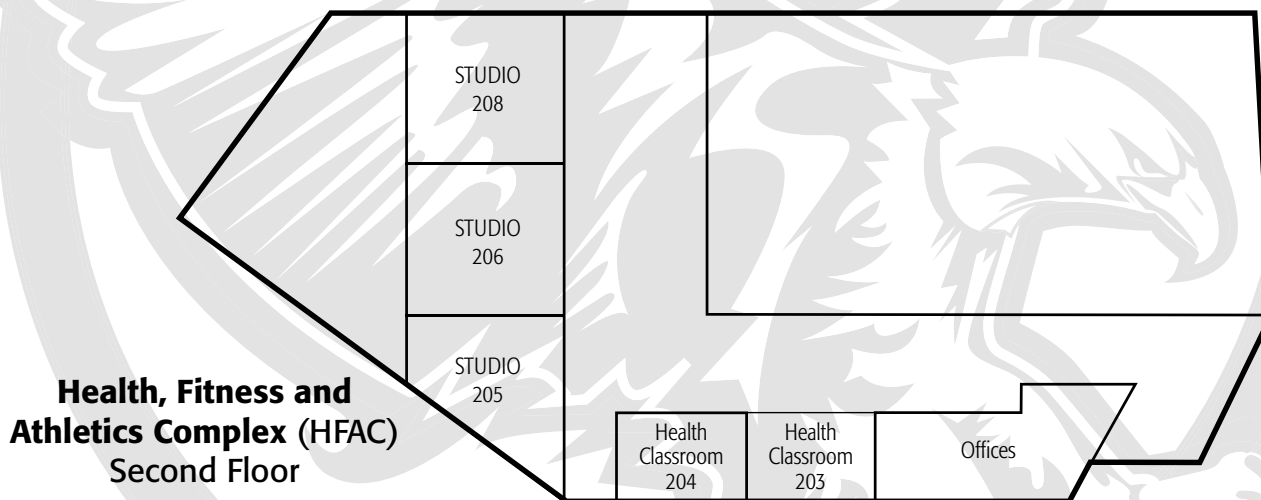 STUDIO
208
STUDIO
206
STUDIO
205
Health, Fitness and
Athletics Complex (HFAC)
Second Floor
Health
Classroom
204
Health
Classroom
203
Offices